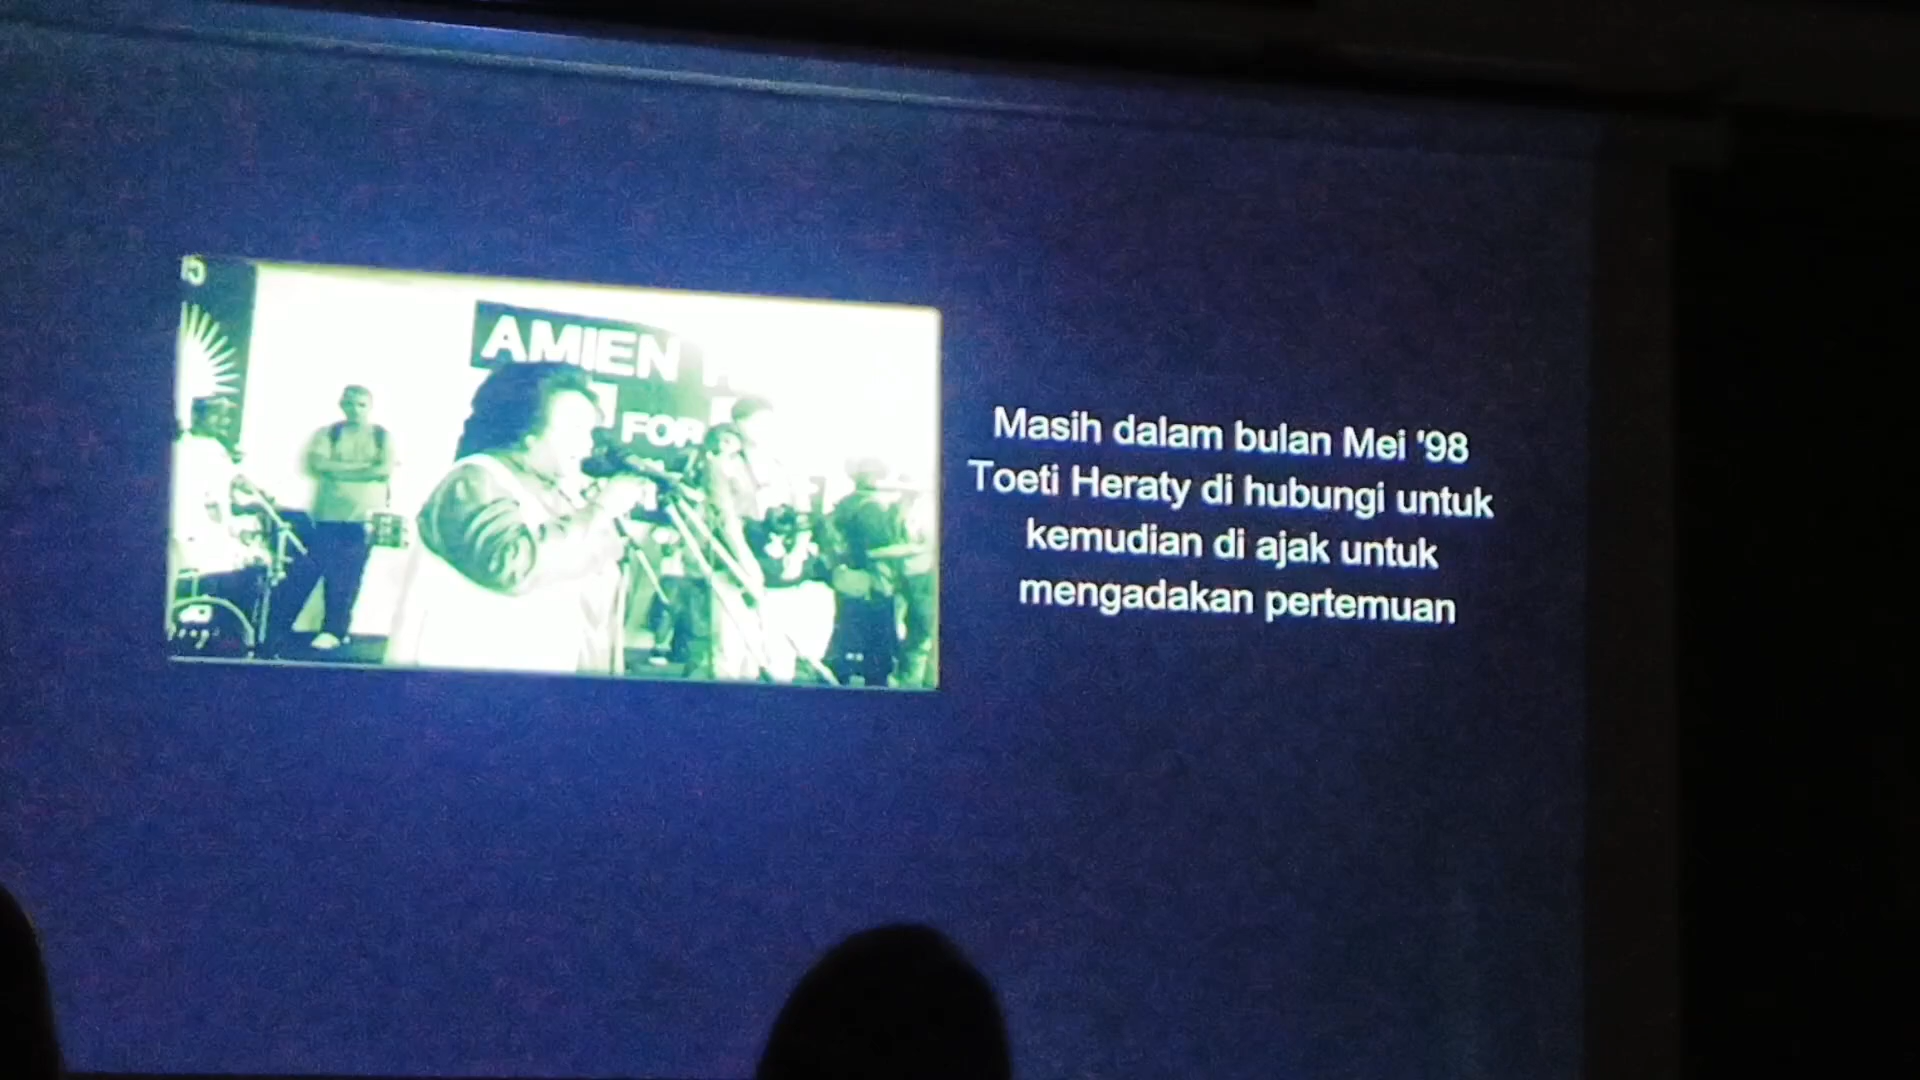 AMIEN
FOR
Masih dalam bulan Mei '98
Toeti Heraty di hubungi untuk
kemudian di ajak untuk
mengadakan pertemuan